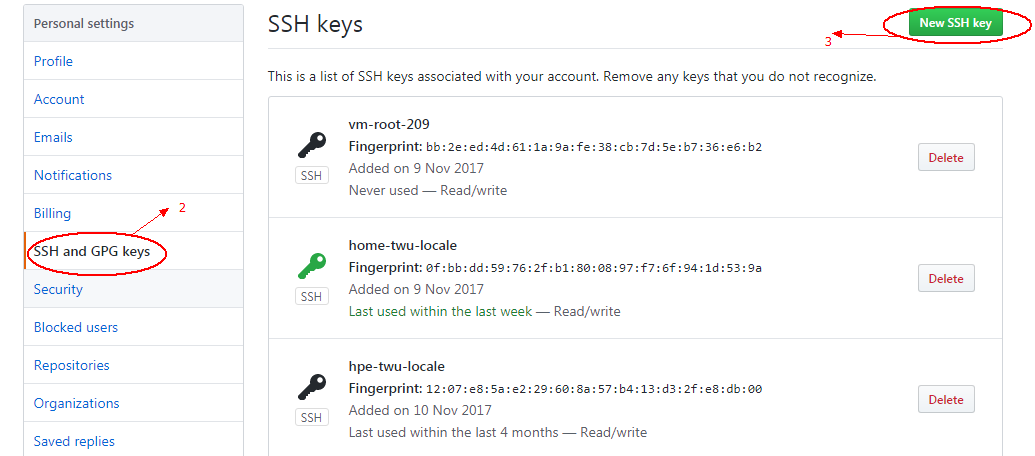 Personal settings
Profile
Account
Emails
Notifications
Billing
2
SSH and GPG keys
Security
Blocked users
Repositories
Organizations
Saved replies
SSH keys
New SSH key
3
This is a list of SSH keys associated with your account. Remove any keys that you do not recognize.
vm-root-209
Fingerprint: bb:2e:ed:4d:61:1a:9a:fe:38:cb:7d:5e:b7:36:e6:b2
SSH
Added on 9 Nov 2017
Never used — Read/write
Delete
home-twu-locale
Fingerprint: 0f:bb:dd:59:76:2f:b1:80:08:97:f7:6f:94:1d:53:9a
SSH
Added on 9 Nov 2017
Last used within the last week — Read/write
Delete
hpe-twu-locale
Fingerprint: 12:07:e8:5a:e2:29:60:8a:57:b4:13:d3:2f:e8:db:00
SSH
Added on 10 Nov 2017
Last used within the last 4 months — Read/write
Delete